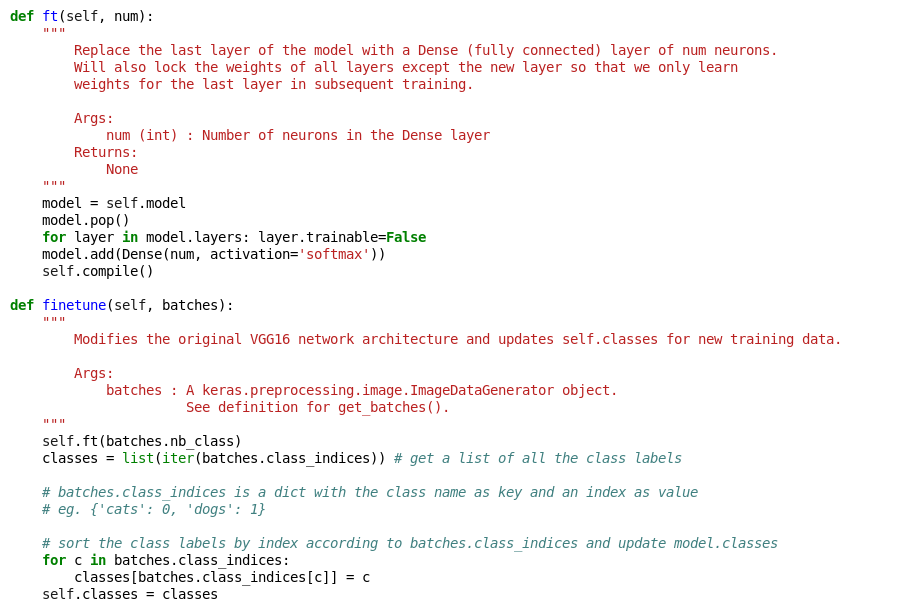 def ft(self, num):
    """
        Replace the last layer of the model with a Dense (fully connected) layer of num neurons.
        Will also lock the weights of all layers except the new layer so that we only learn
        weights for the last layer in subsequent training.

        Args:
            num (int) : Number of neurons in the Dense layer
        Returns:
            None
    """
    model = self.model
    model.pop()
    for layer in model.layers: layer.trainable=False
    model.add(Dense(num, activation='softmax'))
    self.compile()

def finetune(self, batches):
    """
        Modifies the original VGG16 network architecture and updates self.classes for new training data.

        Args:
            batches : A keras.preprocessing.image.ImageDataGenerator object.
                      See definition for get_batches().
    """
    self.ft(batches.nb_class)
    classes = list(iter(batches.class_indices)) # get a list of all the class labels

    # batches.class_indices is a dict with the class name as key and an index as value
    # eg. {'cats': 0, 'dogs': 1}

    # sort the class labels by index according to batches.class_indices and update model.classes
    for c in batches.class_indices:
        classes[batches.class_indices[c]] = c
    self.classes = classes